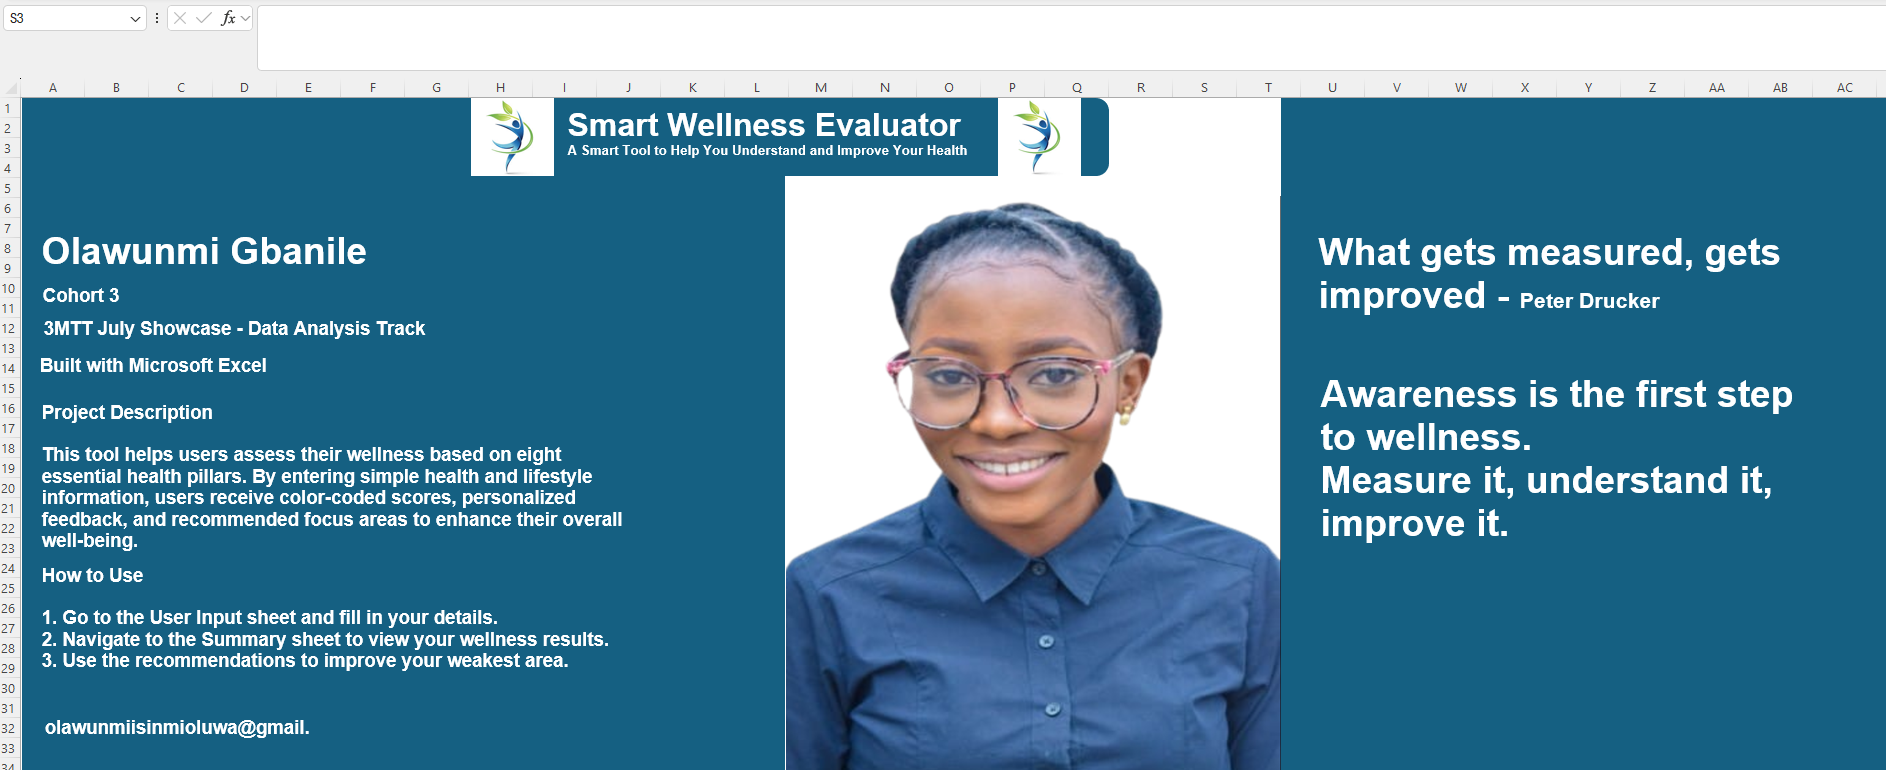 S3
fx
A B C D E F G H I J K L M N O P Q R S T U V W X Y Z AA AB AC
1
2
3
4
5
6
7
8
9
10
11
12
13
14
15
16
17
18
19
20
21
22
23
24
25
26
27
28
29
30
31
32
33
34
Smart Wellness Evaluator
A Smart Tool to Help You Understand and Improve Your Health
Olawunmi Gbanile
Cohort 3
3MTT July Showcase - Data Analysis Track
Built with Microsoft Excel
Project Description
This tool helps users assess their wellness based on eight
essential health pillars. By entering simple health and lifestyle
information, users receive color-coded scores, personalized
feedback, and recommended focus areas to enhance their overall
well-being.
How to Use
1. Go to the User Input sheet and fill in your details.
2. Navigate to the Summary sheet to view your wellness results.
3. Use the recommendations to improve your weakest area.
olawunmiisinmioluwa@gmail.
What gets measured, gets
improved - Peter Drucker
Awareness is the first step
to wellness.
Measure it, understand it,
improve it.